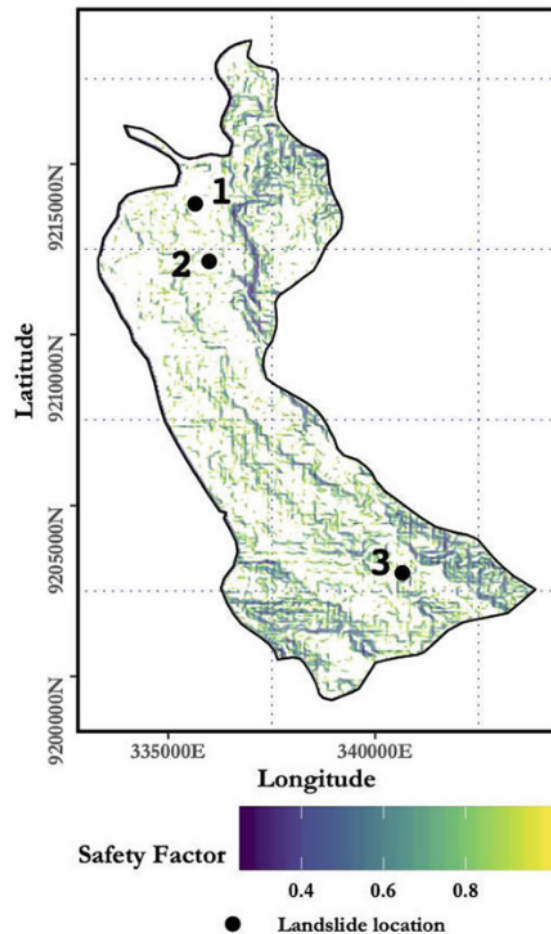 1
2
3
Latitude
9215000N
9210000N
9205000N
9200000N
335000E 340000E
Longitude
Safety Factor
0.4 0.6 0.8
Landslide location